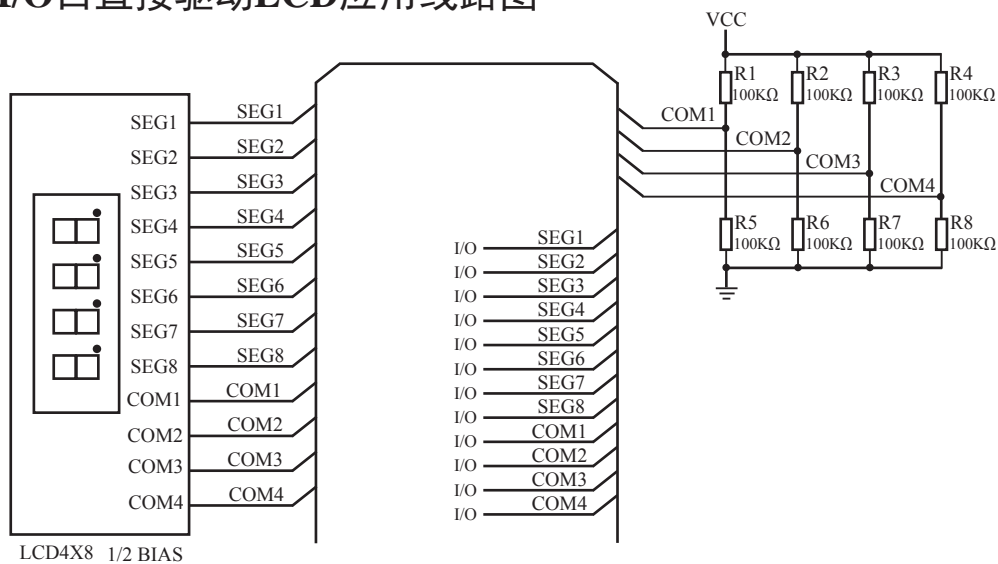 I/O口直接驱动LCD应用线路图
VCC
R1
100KΩ
R2
100KΩ
R3
100KΩ
R4
100KΩ
COM1
COM2
COM3
COM4
R5
100KΩ
R6
100KΩ
R7
100KΩ
R8
100KΩ
SEG1
SEG2
SEG3
SEG4
SEG5
SEG6
SEG7
SEG8
COM1
COM2
COM3
COM4
SEG1
SEG2
SEG3
SEG4
SEG5
SEG6
SEG7
SEG8
COM1
COM2
COM3
COM4
I/O SEG1
I/O SEG2
I/O SEG3
I/O SEG4
I/O SEG5
I/O SEG6
I/O SEG7
I/O SEG8
I/O COM1
I/O COM2
I/O COM3
I/O COM4
LCD4X8 1/2 BIAS